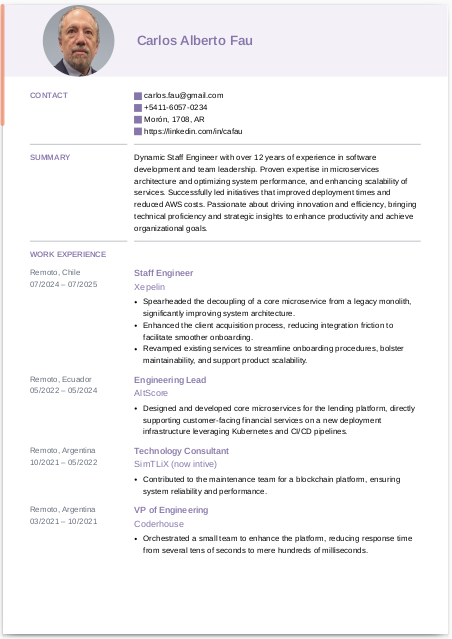 Carlos Alberto Fau
CONTACT
carlos.fau@gmail.com
+5411-6057-0234
Morón, 1708, AR
https://linkedin.com/in/cafau
SUMMARY
Dynamic Staff Engineer with over 12 years of experience in software
development and team leadership. Proven expertise in microservices
architecture and optimizing system performance, and enhancing scalability of
services. Successfully led initiatives that improved deployment times and
reduced AWS costs. Passionate about driving innovation and efficiency, bringing
technical proficiency and strategic insights to enhance productivity and achieve
organizational goals.
WORK EXPERIENCE
Remoto, Chile
07/2024 – 07/2025
Staff Engineer
Xepelin
• Spearheaded the decoupling of a core microservice from a legacy monolith,
significantly improving system architecture.
• Enhanced the client acquisition process, reducing integration friction to
facilitate smoother onboarding.
• Revamped existing services to streamline onboarding procedures, bolster
maintainability, and support product scalability.
Remoto, Ecuador
05/2022 – 05/2024
Engineering Lead
AltScore
• Designed and developed core microservices for the lending platform, directly
supporting customer-facing financial services on a new deployment
infrastructure leveraging Kubernetes and CI/CD pipelines.
Remoto, Argentina
10/2021 – 05/2022
Technology Consultant
SimTLiX (now intive)
• Contributed to the maintenance team for a blockchain platform, ensuring
system reliability and performance.
Remoto, Argentina
03/2021 – 10/2021
VP of Engineering
Coderhouse
• Orchestrated a small team to enhance the platform, reducing response time
from several tens of seconds to mere hundreds of milliseconds.